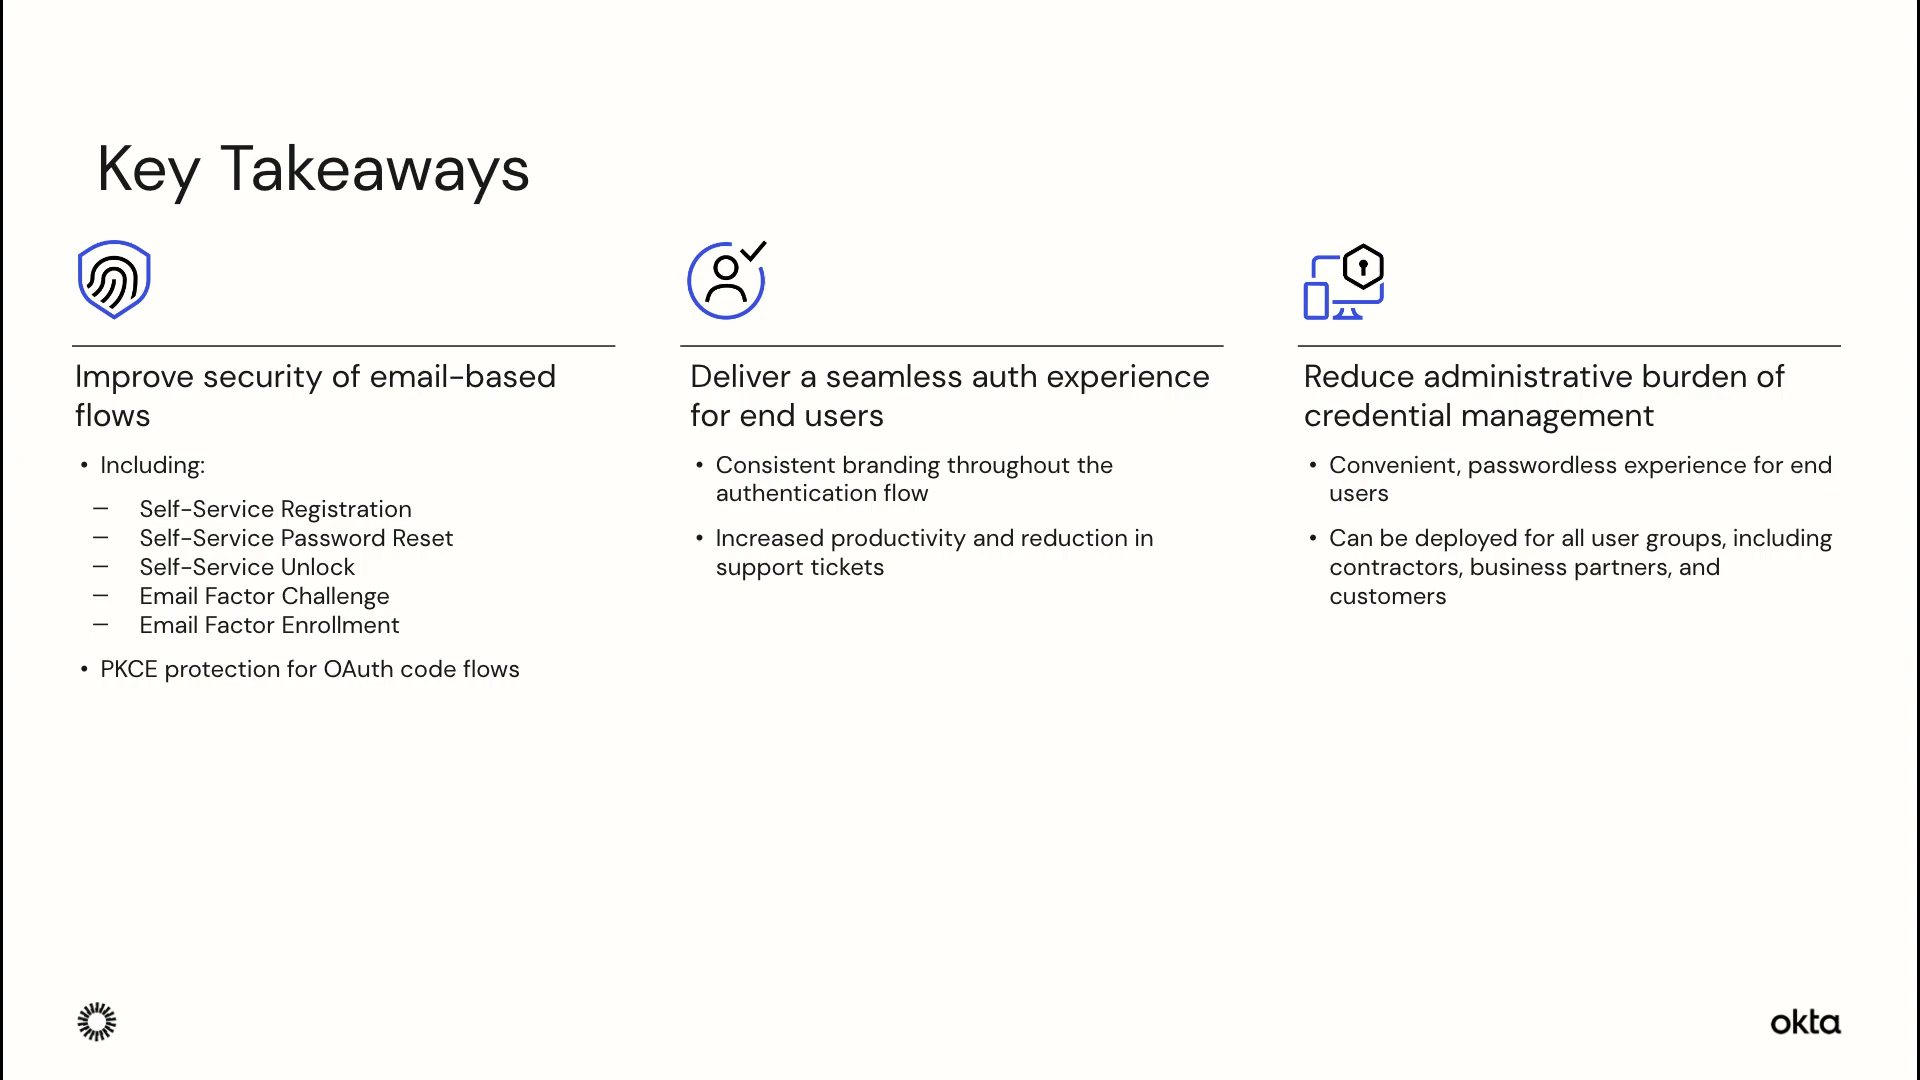 Key Takeaways
Improve security of email-based
flows
• Including:
– Self-Service Registration
– Self-Service Password Reset
– Self-Service Unlock
– Email Factor Challenge
– Email Factor Enrollment
• PKCE protection for OAuth code flows
Deliver a seamless auth experience
for end users
• Consistent branding throughout the
authentication flow
• Increased productivity and reduction in
support tickets
Reduce administrative burden of
credential management
• Convenient, passwordless experience for end
users
• Can be deployed for all user groups, including
contractors, business partners, and
customers
okta